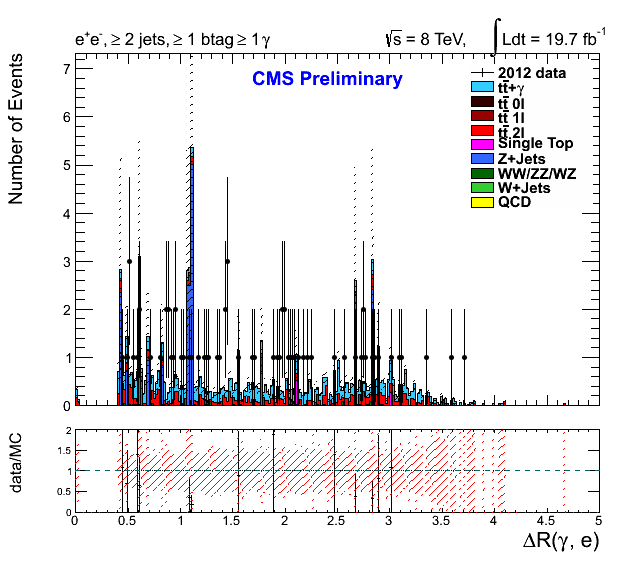 e⁺e⁻, ≥ 2 jets, ≥ 1 btag ≥ 1 γ √s = 8 TeV, ∫ Ldt = 19.7 fb⁻¹
CMS Preliminary
2012 data
tt̄+γ
tt̄ 0l
tt̄ 1l
tt̄ 2l
Single Top
Z+Jets
WW/ZZ/WZ
W+Jets
QCD
Number of Events
7
6
5
4
3
2
1
0
data/MC
2
1.5
1
0.5
0
0 0.5 1 1.5 2 2.5 3 3.5 4 4.5 5
ΔR(γ, e)